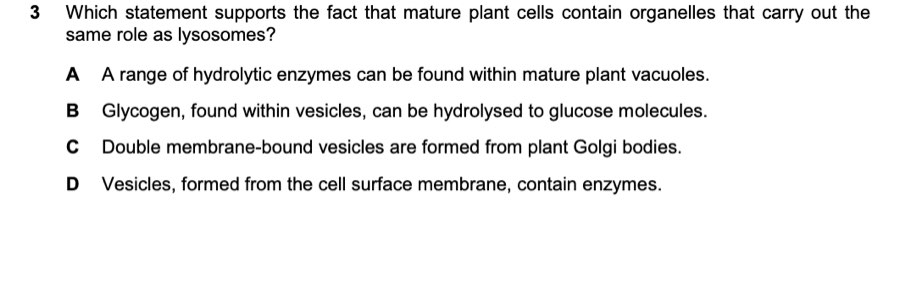 3 Which statement supports the fact that mature plant cells contain organelles that carry out the
same role as lysosomes?
A A range of hydrolytic enzymes can be found within mature plant vacuoles.
B Glycogen, found within vesicles, can be hydrolysed to glucose molecules.
C Double membrane-bound vesicles are formed from plant Golgi bodies.
D Vesicles, formed from the cell surface membrane, contain enzymes.